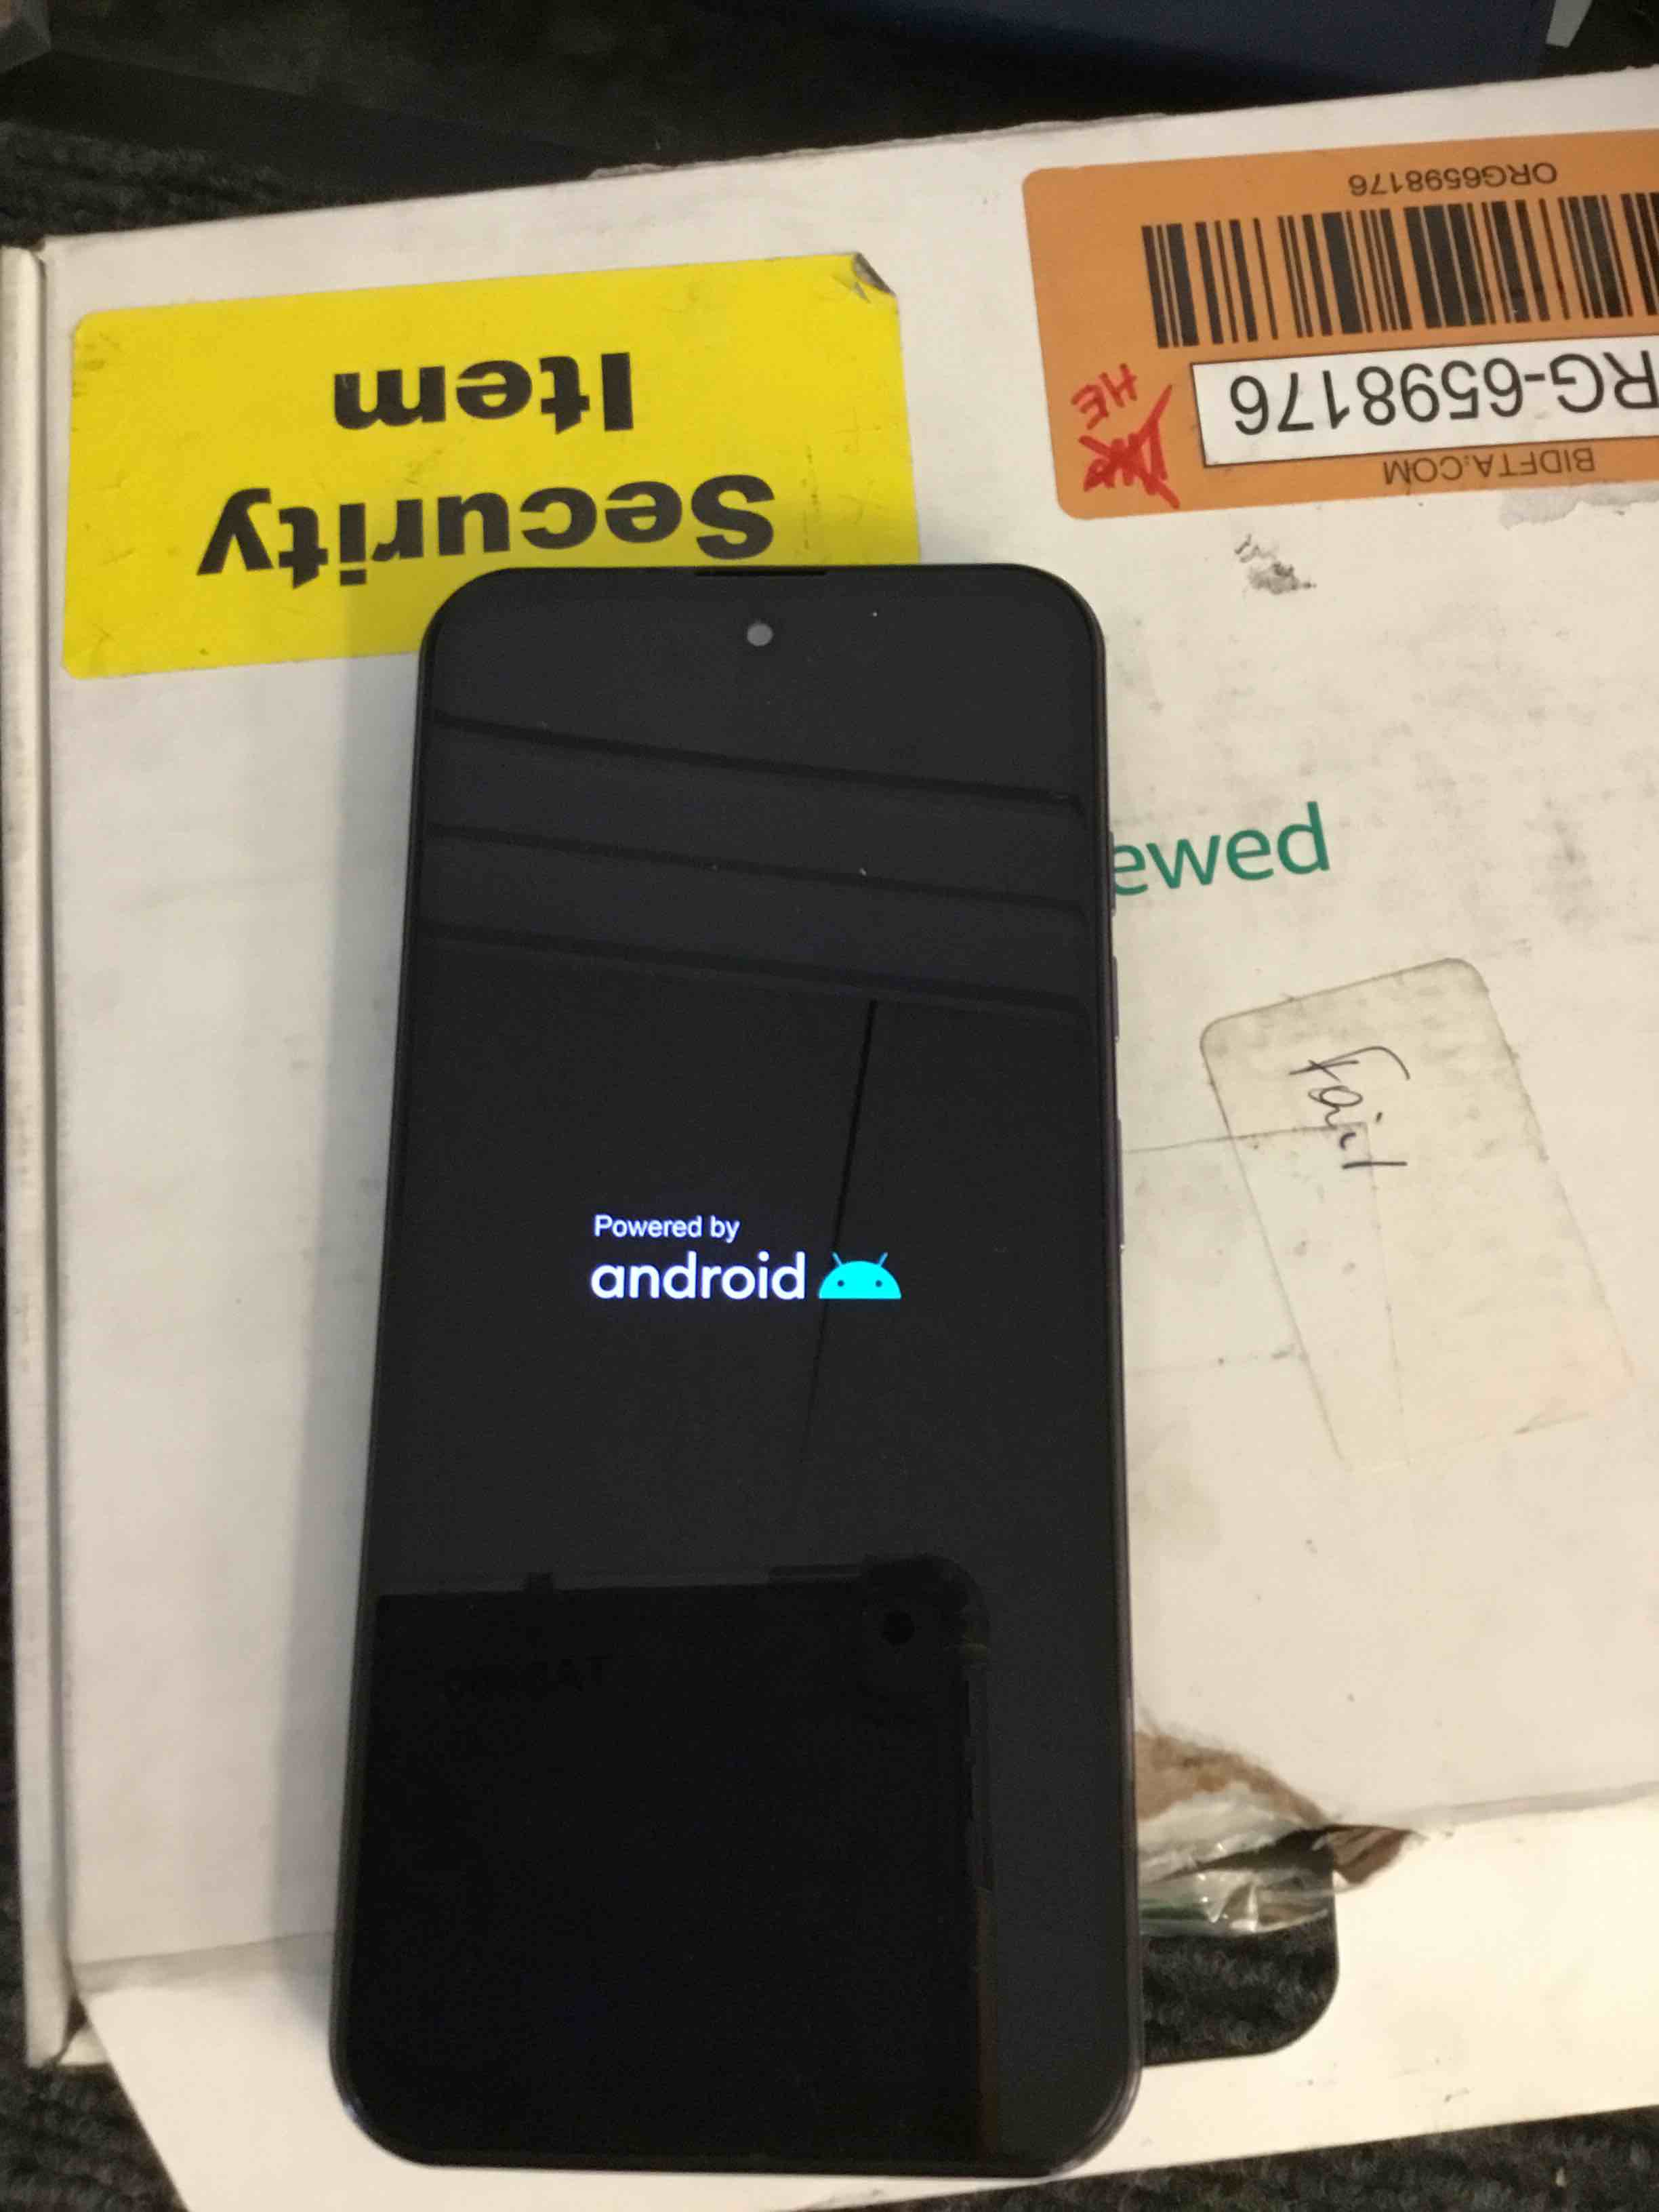 Security
Item
BIDFTA.COM
RG-6598176
ORG6598176
HE
ewed
Fail
Powered by
android